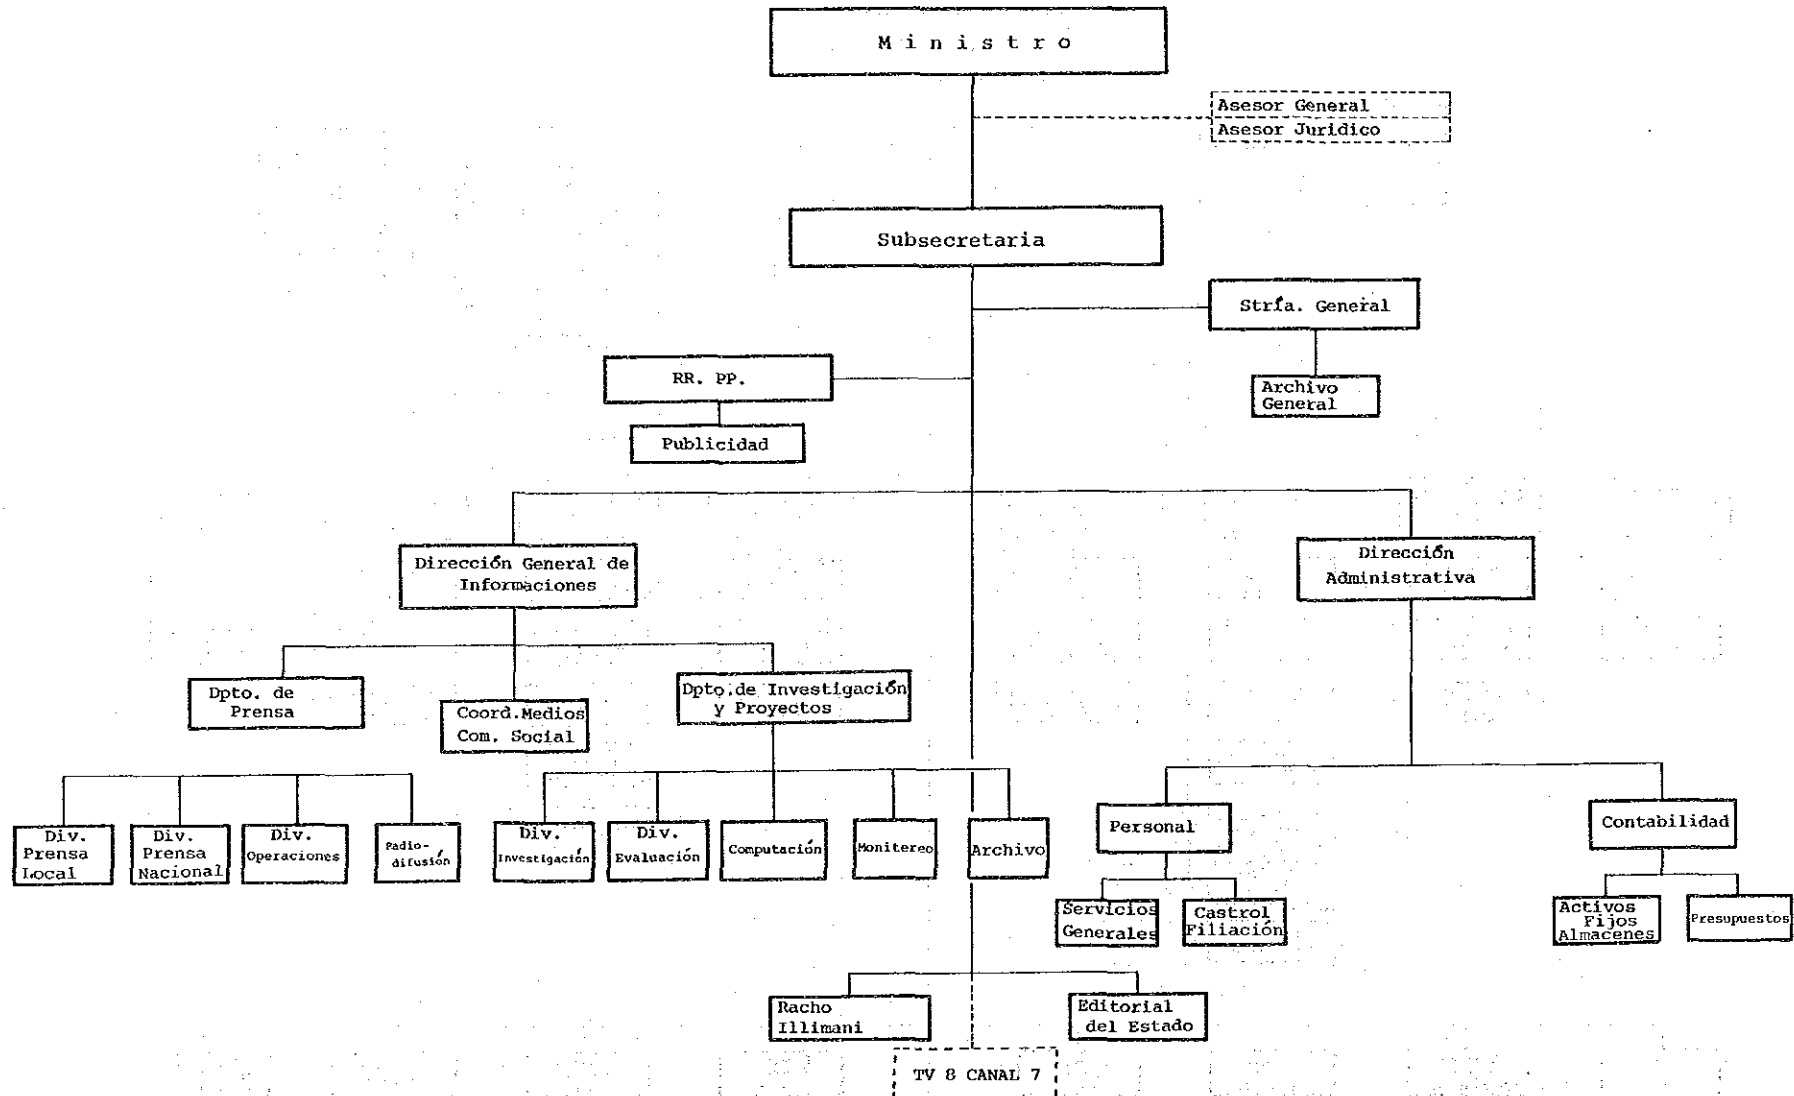 M i n i s t r o
Asesor General
Asesor Juridico
Subsecretaria
Stría. General
Archivo
General
RR. PP.
Publicidad
Dirección General de
Informaciones
Dirección
Administrativa
Dpto. de
Prensa
Coord.Medios
Com. Social
Dpto.de Investigación
y Proyectos
Div.
Prensa
Local
Div.
Prensa
Nacional
Div.
Operaciones
Padio-
difusión
Div.
Investigación
Div.
Evaluación
Computación
Monitereo
Archivo
Personal
Contabilidad
Servicios
Generales
Castrol
Filiación
Activos
Fijos
Almacenes
Presupuestos
Racho
Illimani
Editorial
del Estado
TV 8 CANAL 7